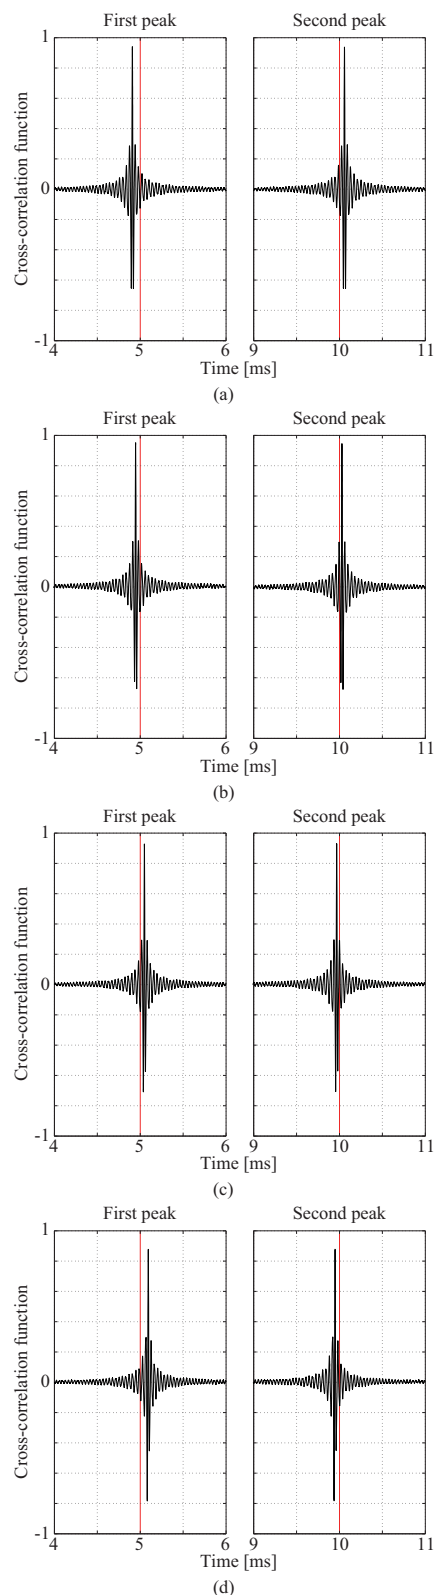 First peak Second peak
Cross-correlation function
1
0
-1
4 5 6 9 10 11
Time [ms]
(a)
First peak Second peak
Cross-correlation function
1
0
-1
4 5 6 9 10 11
Time [ms]
(b)
First peak Second peak
Cross-correlation function
1
0
-1
4 5 6 9 10 11
Time [ms]
(c)
First peak Second peak
Cross-correlation function
1
0
-1
4 5 6 9 10 11
Time [ms]
(d)